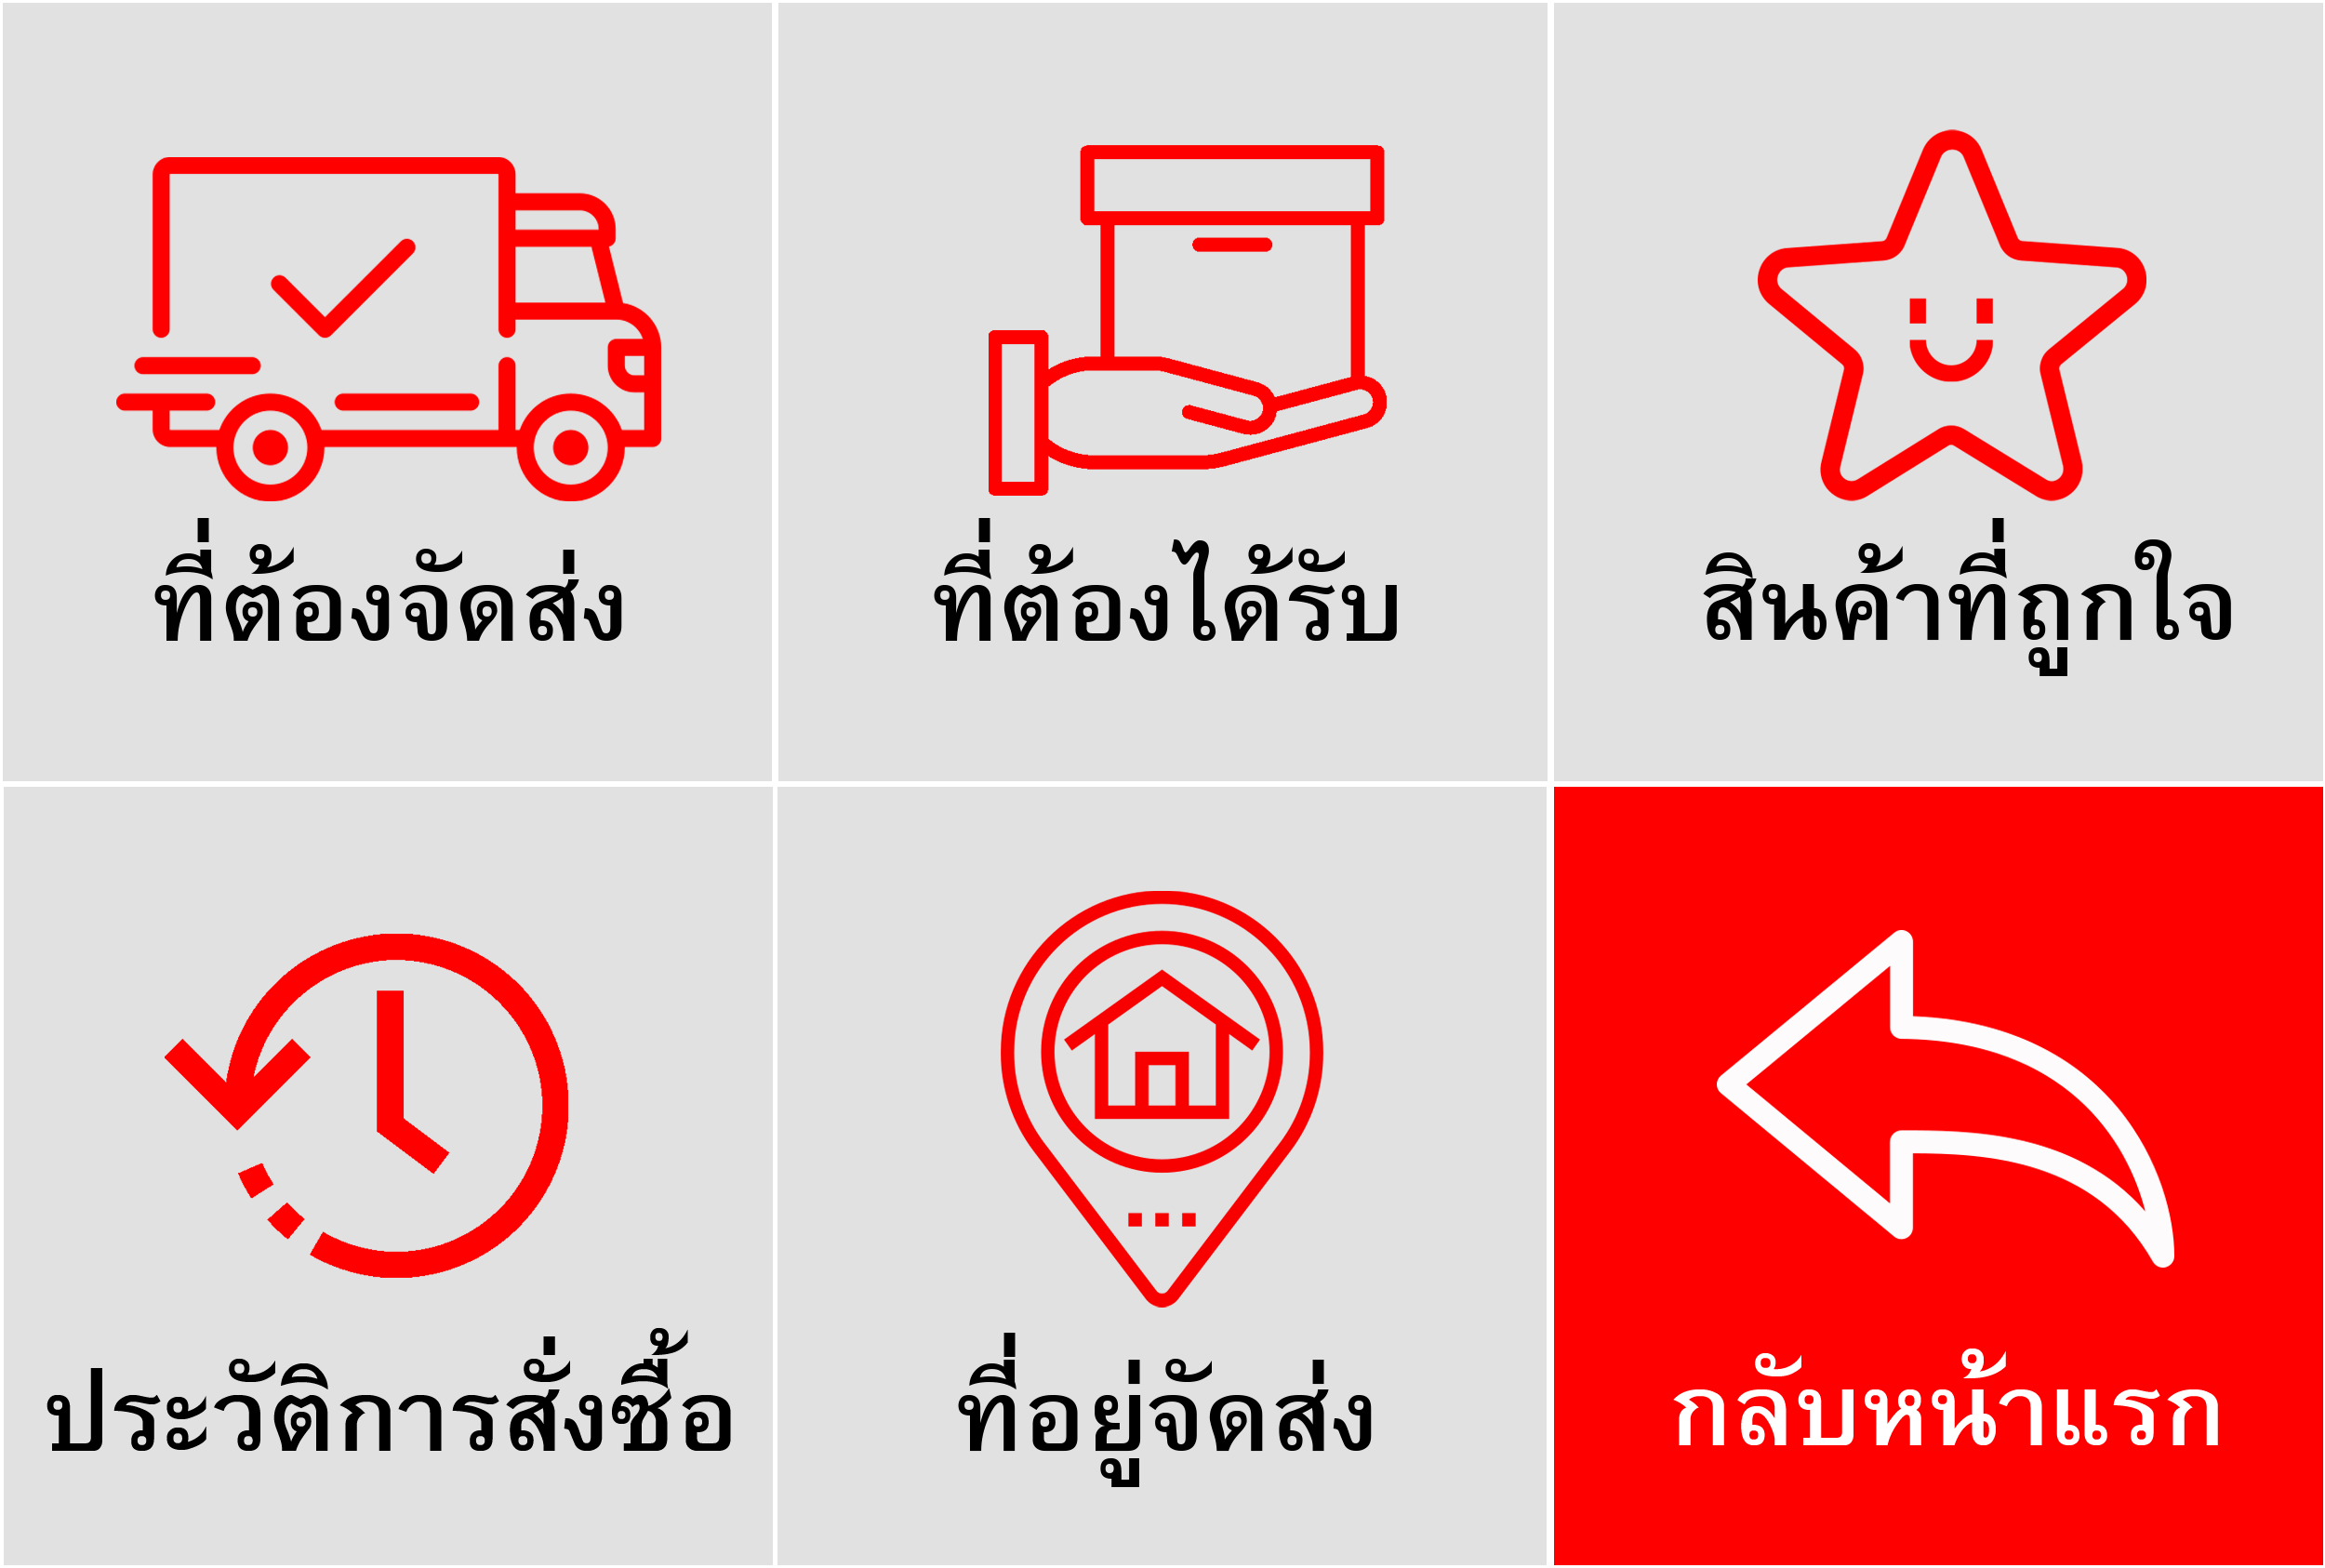 ที่ต้องจัดส่ง
ที่ต้องได้รับ
สินค้าที่ถูกใจ
ประวัติการสั่งซื้อ
ที่อยู่จัดส่ง
กลับหน้าแรก